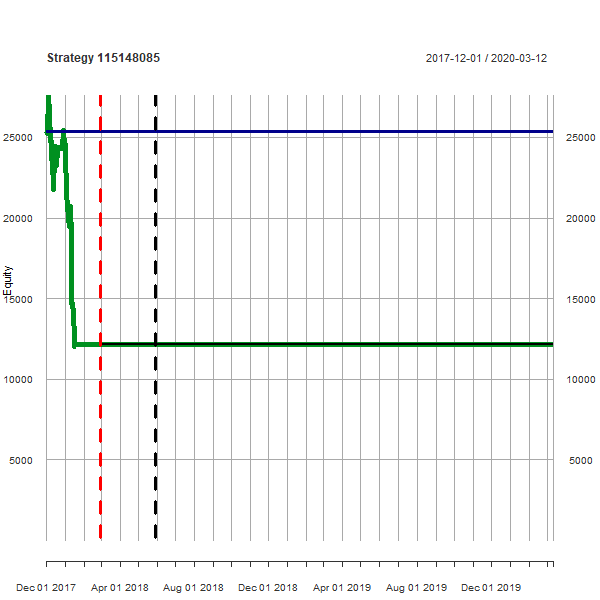 Strategy 115148085 2017-12-01 / 2020-03-12
25000 25000
20000 20000
Equity
15000 15000
10000 10000
5000 5000
Dec 01 2017 Apr 01 2018 Aug 01 2018 Dec 01 2018 Apr 01 2019 Aug 01 2019 Dec 01 2019